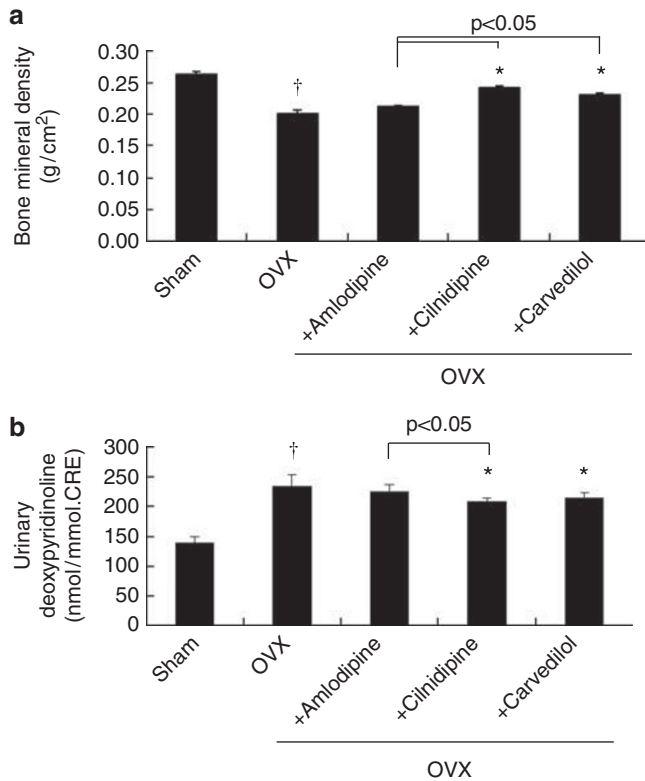 a
p<0.05
Bone mineral density
(g/cm²)
0.30
0.25
0.20
0.15
0.10
0.05
0.00
†
*
*
Sham
OVX
+Amlodipine
+Cilnidipine
+Carvedilol
OVX
b
p<0.05
Urinary
deoxypyridinoline
(nmol/mmol.CRE)
300
250
200
150
100
50
0
†
*
*
Sham
OVX
+Amlodipine
+Cilnidipine
+Carvedilol
OVX